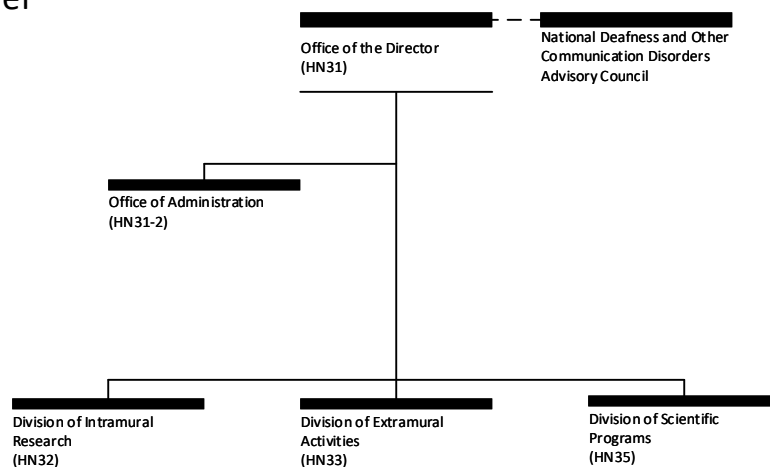 Office of the Director
(HN31)
National Deafness and Other
Communication Disorders
Advisory Council
Office of Administration
(HN31-2)
Division of Intramural
Research
(HN32)
Division of Extramural
Activities
(HN33)
Division of Scientific
Programs
(HN35)